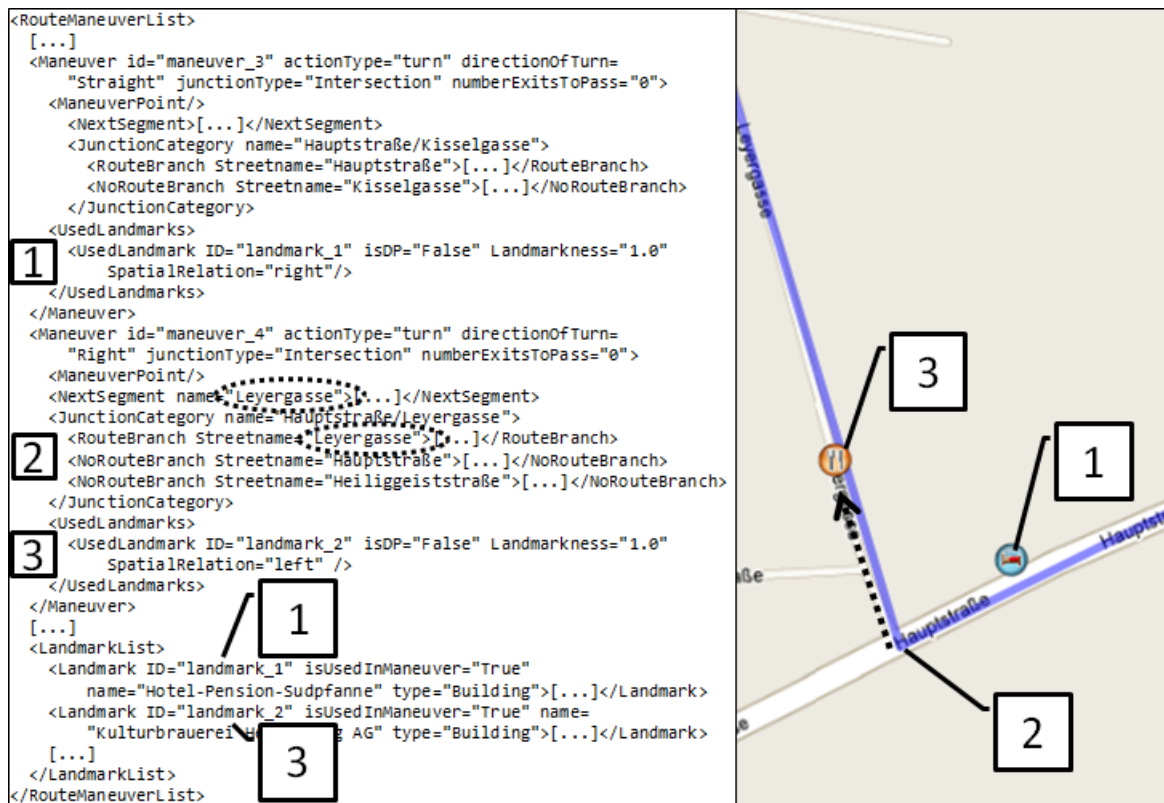 <RouteManeuverList>
[...]
<Maneuver id="maneuver_3" actionType="turn" directionOfTurn=
"Straight" junctionType="Intersection" numberExitsToPass="0">
<ManeuverPoint/>
<NextSegment>[...]</NextSegment>
<JunctionCategory name="Hauptstraße/Kisselgasse">
<RouteBranch Streetname="Hauptstraße">[...]</RouteBranch>
<NoRouteBranch Streetname="Kisselgasse">[...]</NoRouteBranch>
</JunctionCategory>
<UsedLandmarks>
1 <UsedLandmark ID="landmark_1" isDP="False" Landmarkness="1.0"
SpatialRelation="right"/>
</UsedLandmarks>
</Maneuver>
<Maneuver id="maneuver_4" actionType="turn" directionOfTurn=
"Right" junctionType="Intersection" numberExitsToPass="0">
<ManeuverPoint/>
<NextSegment name="Leyergasse">[...]</NextSegment>
<JunctionCategory name="Hauptstraße/Leyergasse">
<RouteBranch Streetname="Leyergasse">[...]</RouteBranch>
2 <NoRouteBranch Streetname="Hauptstraße">[...]</NoRouteBranch>
<NoRouteBranch Streetname="Heiliggeiststraße">[...]</NoRouteBranch>
</JunctionCategory>
<UsedLandmarks>
3 <UsedLandmark ID="landmark_2" isDP="False" Landmarkness="1.0"
SpatialRelation="left" />
</UsedLandmarks>
</Maneuver>
[...]
1
<LandmarkList>
<Landmark ID="landmark_1" isUsedInManeuver="True"
name="Hotel-Pension-Sudpfanne" type="Building">[...]</Landmark>
<Landmark ID="landmark_2" isUsedInManeuver="True" name=
"Kulturbrauerei AG" type="Building">[...]</Landmark>
3
[...]
</LandmarkList>
</RouteManeuverList>
Leyergasse
3
1
ergasse
Hauptstr
aße
Hauptstraße
2
ße